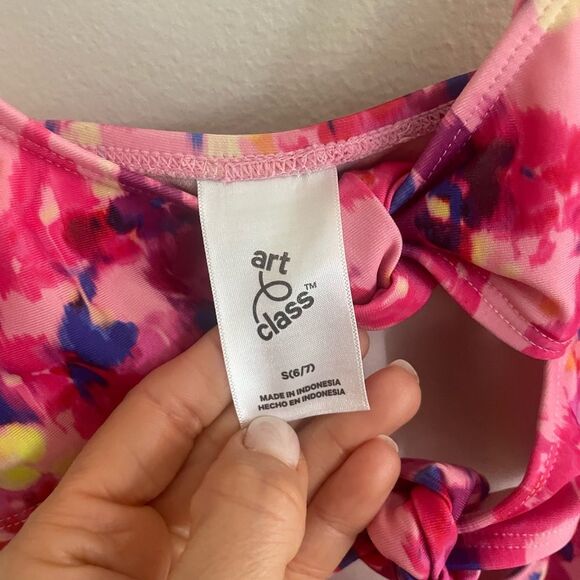 art
class™
S(6/7)
MADE IN INDONESIA
HECHO EN INDONESIA